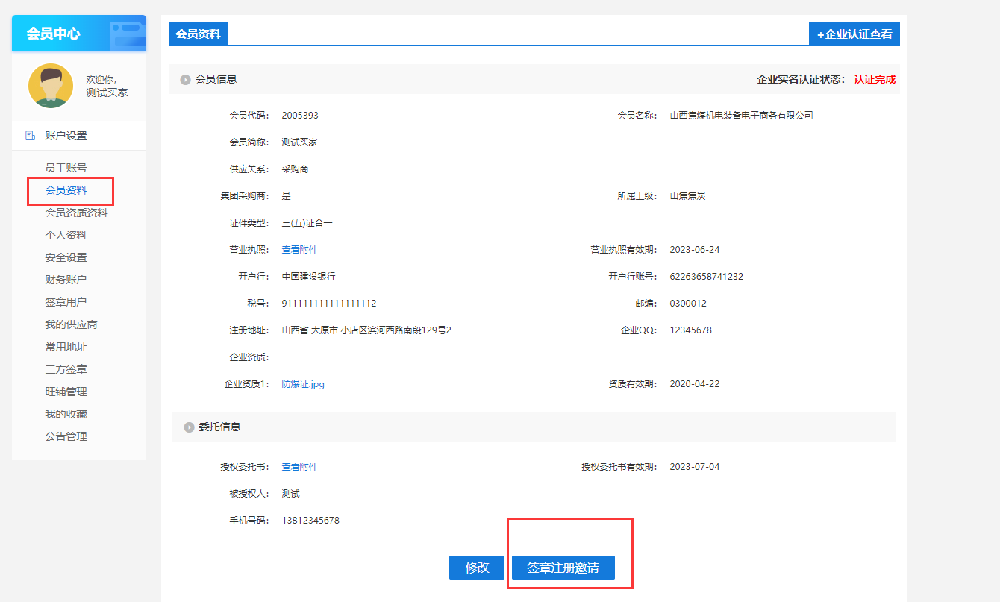 会员中心
欢迎你,
测试买家
账户设置
员工账号
会员资料
会员资质资料
个人资料
安全设置
财务账户
签章用户
我的供应商
常用地址
三方签章
旺铺管理
我的收藏
公告管理
会员资料 +企业认证查看
会员信息 企业实名认证状态： 认证完成
会员代码： 2005393 会员名称： 山西焦煤机电装备电子商务有限公司
会员简称： 测试买家
供应关系： 采购商
集团采购商： 是 所属上级： 山焦焦炭
证件类型： 三(五)证合一
营业执照： 查看附件 营业执照有效期： 2023-06-24
开户行： 中国建设银行 开户行账号： 62263658741232
税号： 911111111111111112 邮编： 0300012
注册地址： 山西省 太原市 小店区滨河西路南段129号2 企业QQ： 12345678
企业资质：
企业资质1： 防爆证.jpg 资质有效期： 2020-04-22
委托信息
授权委托书： 查看附件 授权委托书有效期： 2023-07-04
被授权人： 测试
手机号码： 13812345678
修改 签章注册邀请